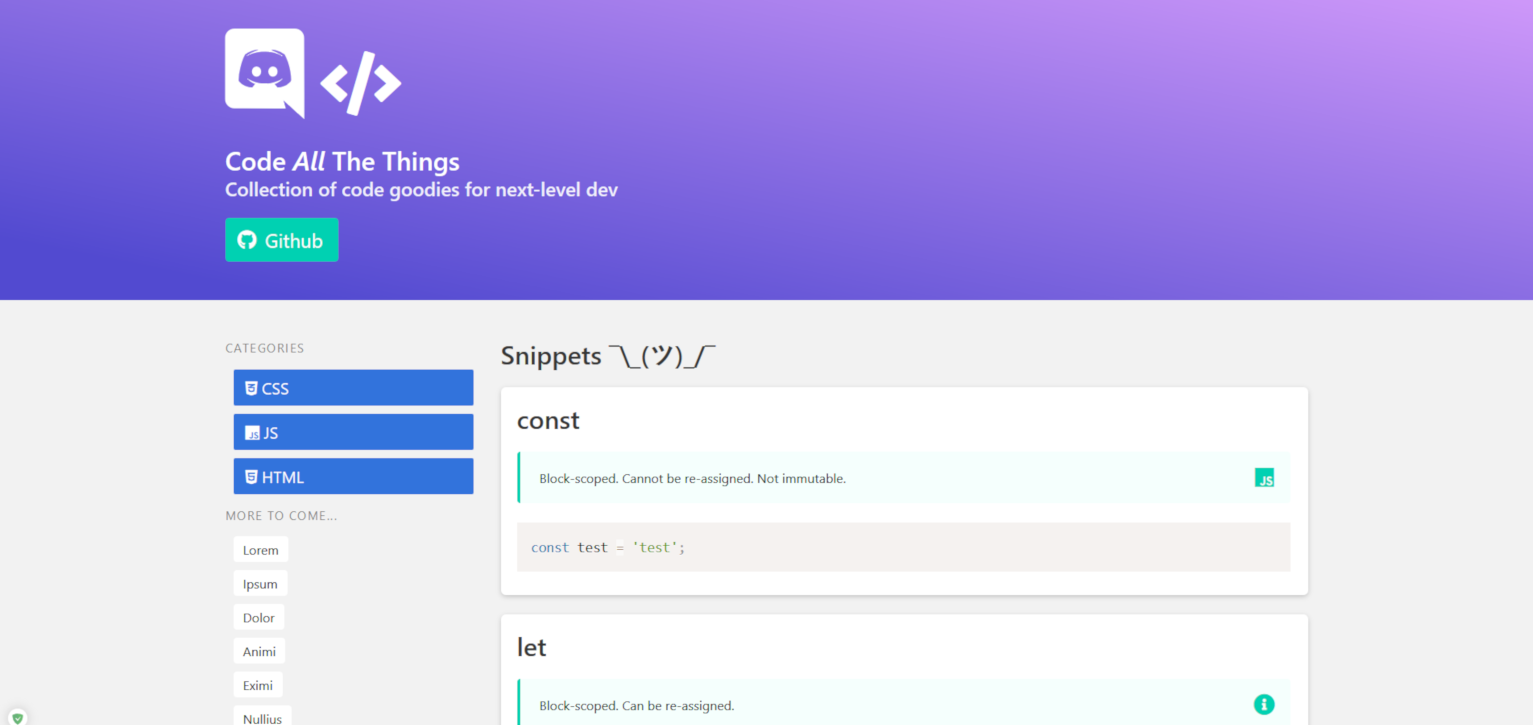 </>
Code All The Things
Collection of code goodies for next-level dev
Github
CATEGORIES
CSS
JS
HTML
MORE TO COME...
Lorem
Ipsum
Dolor
Animi
Eximi
Nullius
Snippets ¯\_(ツ)_/¯
const
Block-scoped. Cannot be re-assigned. Not immutable.
JS
const test = 'test';
let
Block-scoped. Can be re-assigned.